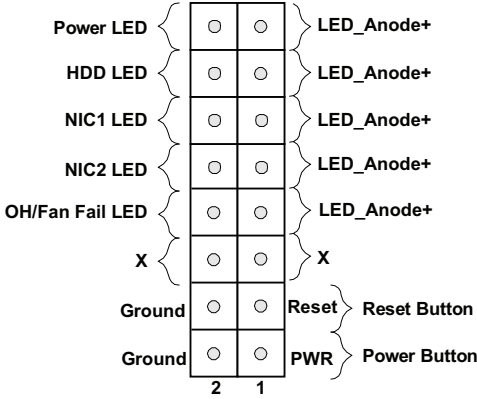 Power LED LED_Anode+
HDD LED LED_Anode+
NIC1 LED LED_Anode+
NIC2 LED LED_Anode+
OH/Fan Fail LED LED_Anode+
X X
Ground Reset Reset Button
Ground PWR Power Button
2 1